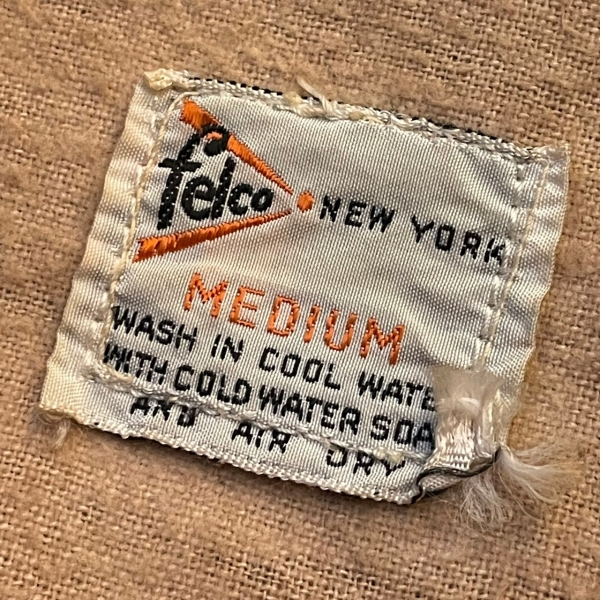 felco NEW YORK
MEDIUM
WASH IN COOL WATE
WITH COLD WATER SOA
AND AIR DRY